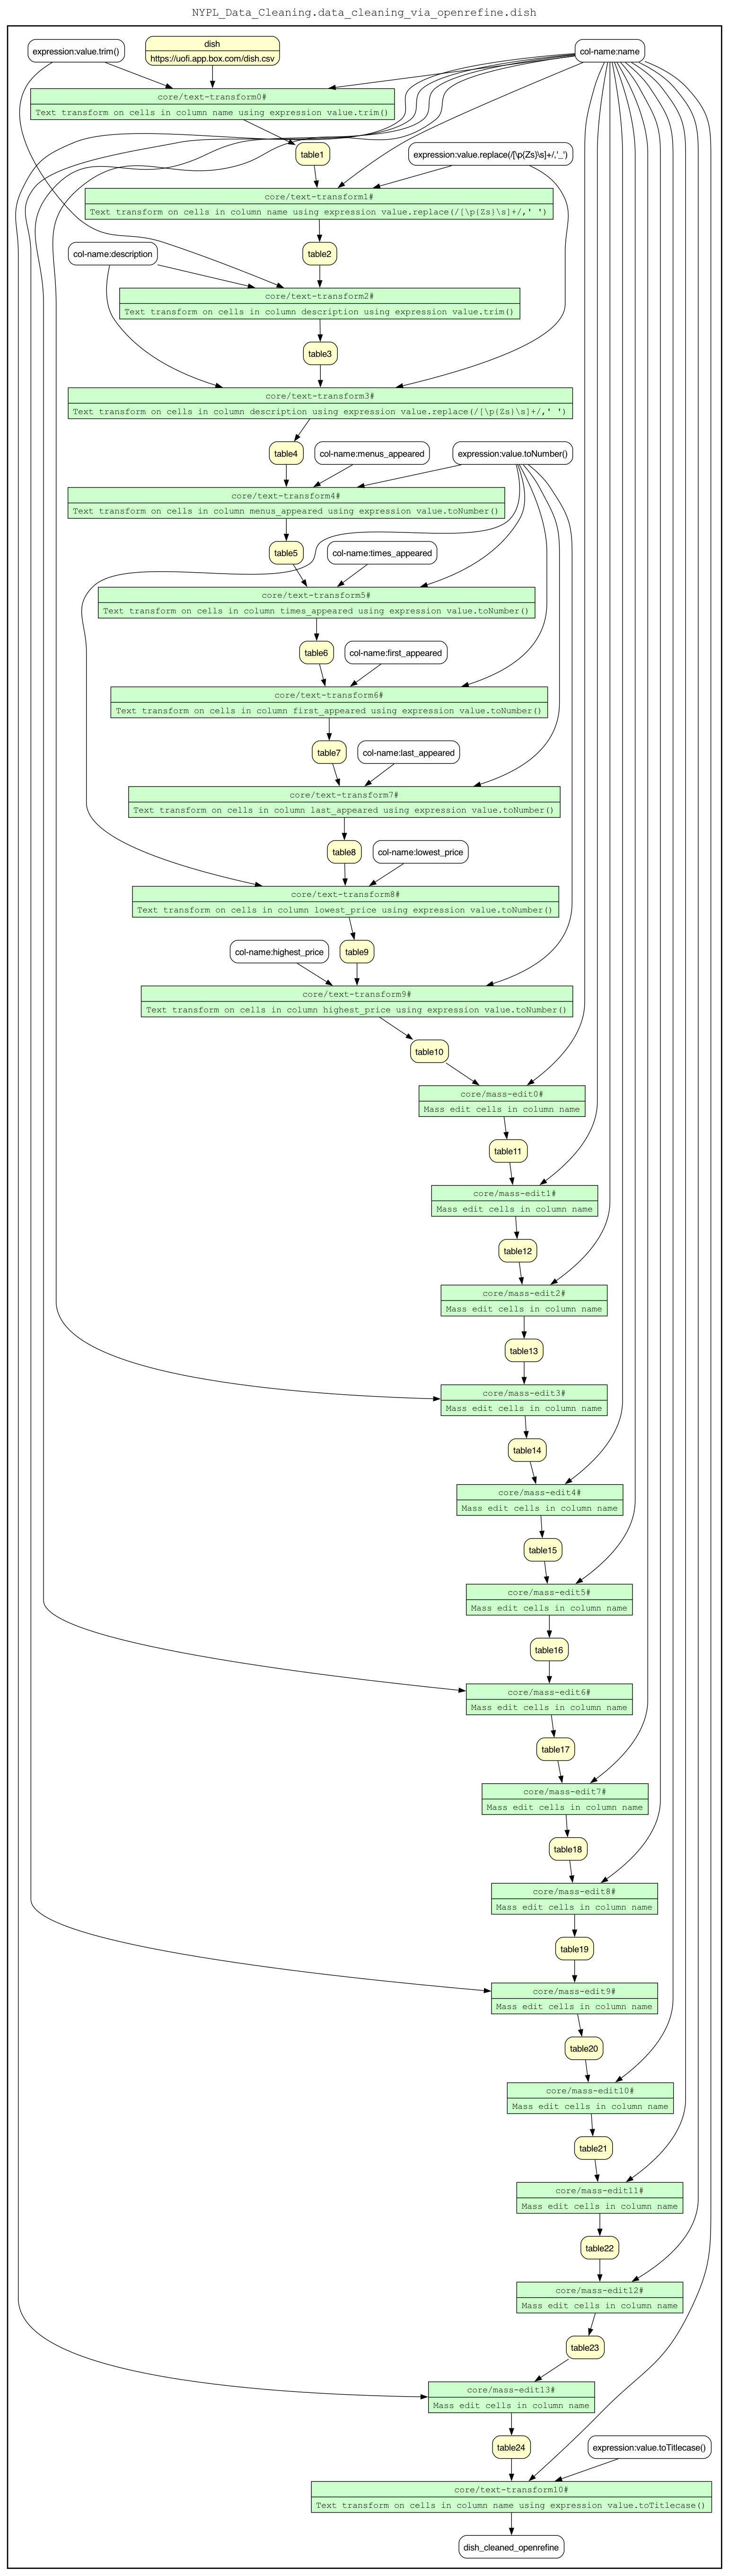 NYPL_Data_Cleaning.data_cleaning_via_openrefine.dish
expression:value.trim()
dish
https://uofi.app.box.com/dish.csv
col-name:name
core/text-transform0#
Text transform on cells in column name using expression value.trim()
table1
expression:value.replace(/[\p{Zs}\s]+/,'_')
core/text-transform1#
Text transform on cells in column name using expression value.replace(/[\p{Zs}\s]+/,' ')
col-name:description
table2
core/text-transform2#
Text transform on cells in column description using expression value.trim()
table3
core/text-transform3#
Text transform on cells in column description using expression value.replace(/[\p{Zs}\s]+/,' ')
table4
col-name:menus_appeared
expression:value.toNumber()
core/text-transform4#
Text transform on cells in column menus_appeared using expression value.toNumber()
table5
col-name:times_appeared
core/text-transform5#
Text transform on cells in column times_appeared using expression value.toNumber()
table6
col-name:first_appeared
core/text-transform6#
Text transform on cells in column first_appeared using expression value.toNumber()
table7
col-name:last_appeared
core/text-transform7#
Text transform on cells in column last_appeared using expression value.toNumber()
table8
col-name:lowest_price
core/text-transform8#
Text transform on cells in column lowest_price using expression value.toNumber()
col-name:highest_price
table9
core/text-transform9#
Text transform on cells in column highest_price using expression value.toNumber()
table10
core/mass-edit0#
Mass edit cells in column name
table11
core/mass-edit1#
Mass edit cells in column name
table12
core/mass-edit2#
Mass edit cells in column name
table13
core/mass-edit3#
Mass edit cells in column name
table14
core/mass-edit4#
Mass edit cells in column name
table15
core/mass-edit5#
Mass edit cells in column name
table16
core/mass-edit6#
Mass edit cells in column name
table17
core/mass-edit7#
Mass edit cells in column name
table18
core/mass-edit8#
Mass edit cells in column name
table19
core/mass-edit9#
Mass edit cells in column name
table20
core/mass-edit10#
Mass edit cells in column name
table21
core/mass-edit11#
Mass edit cells in column name
table22
core/mass-edit12#
Mass edit cells in column name
table23
core/mass-edit13#
Mass edit cells in column name
table24
expression:value.toTitlecase()
core/text-transform10#
Text transform on cells in column name using expression value.toTitlecase()
dish_cleaned_openrefine